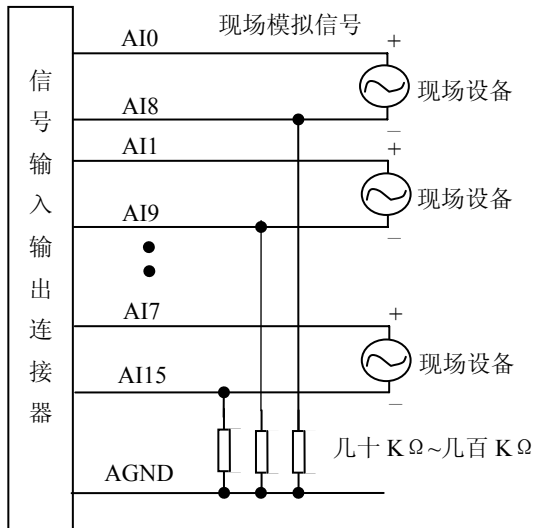 信号输入输出连接器
现场模拟信号
AI0
+
现场设备
AI8
−
AI1
+
现场设备
AI9
−
AI7
+
现场设备
AI15
−
几十 K Ω~几百 K Ω
AGND